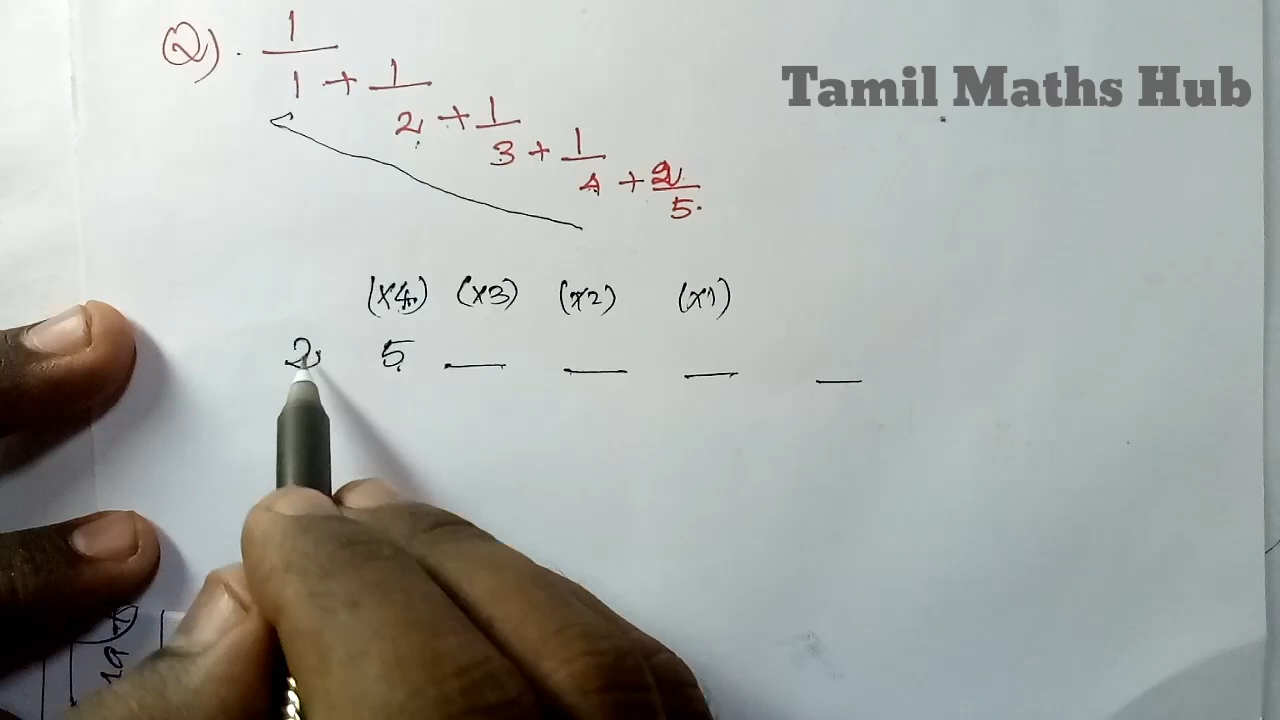 Tamil Maths Hub
Q). 1
1 + 1
2 + 1
3 + 1
4 + 2
5
(x4) (x3) (x2) (x1)
2 5 __ __ __ __
19